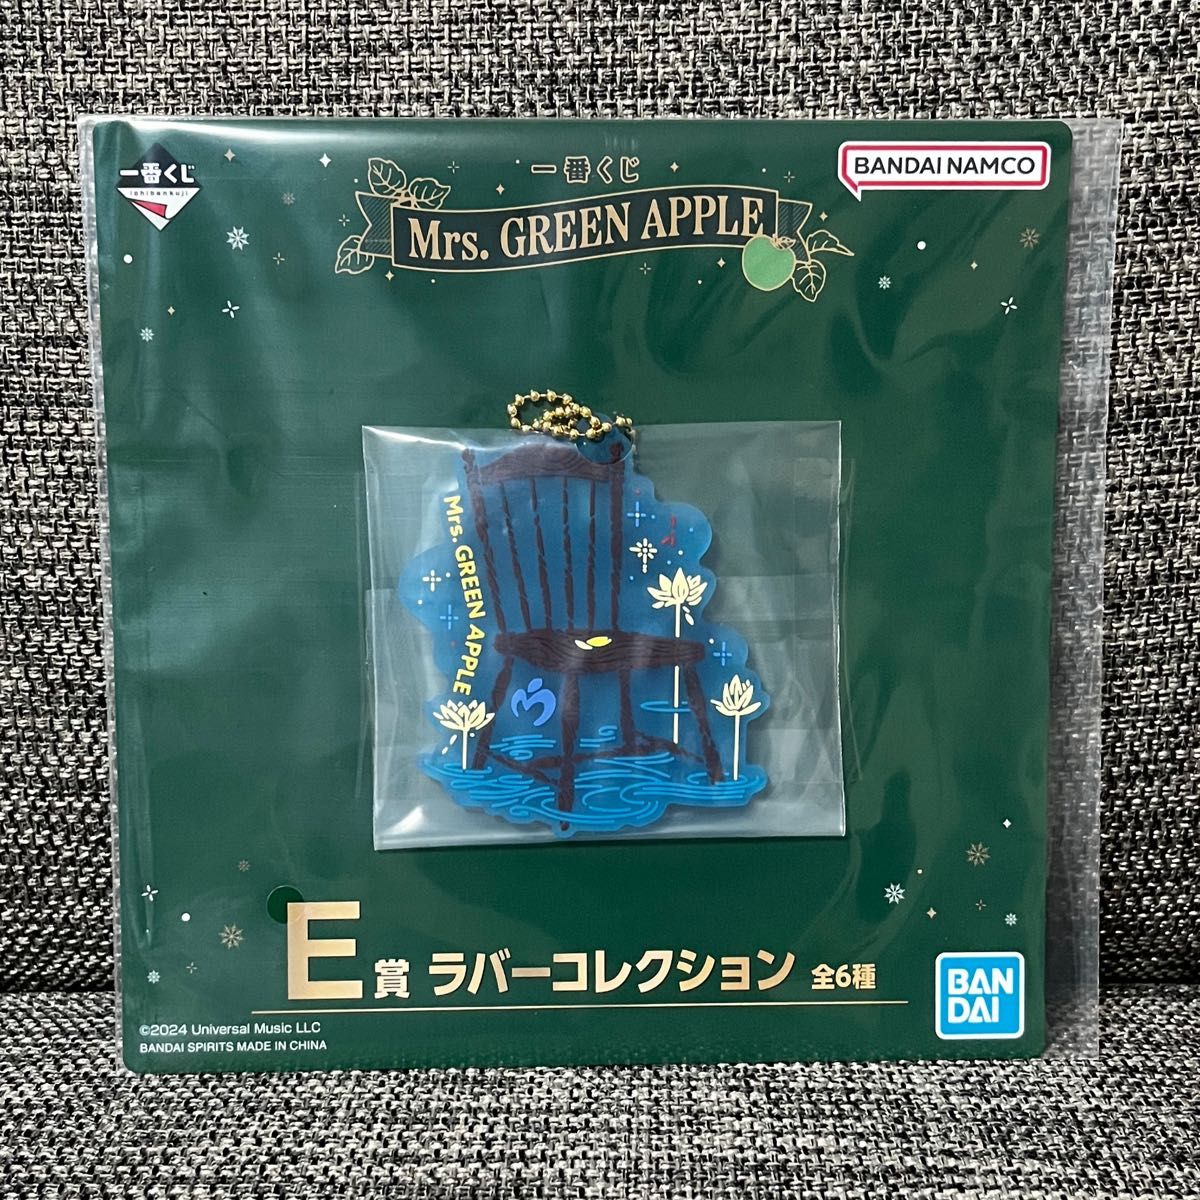 一番くじ
ichibankuji
一番くじ
Mrs. GREEN APPLE
BANDAI NAMCO
Mrs. GREEN APPLE
E賞 ラバーコレクション 全6種
©2024 Universal Music LLC
BANDAI SPIRITS MADE IN CHINA
BAN
DAI